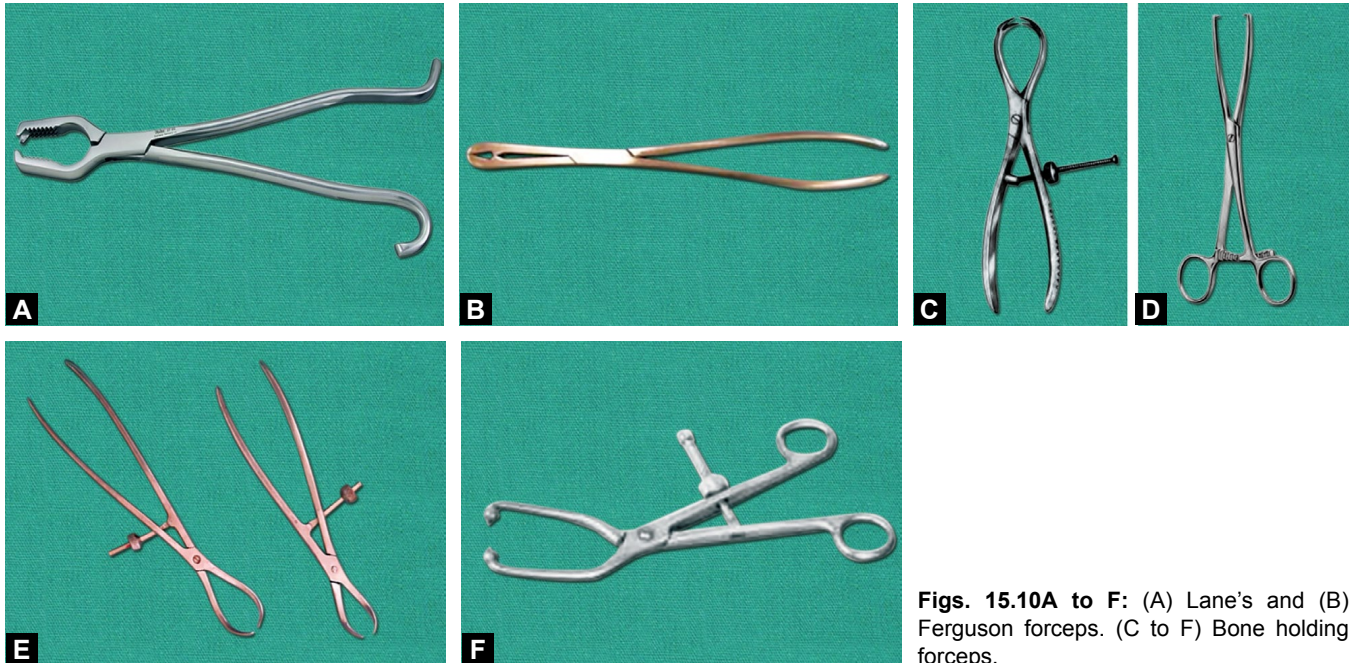 A
B
C
D
E
F
Figs. 15.10A to F: (A) Lane's and (B)
Ferguson forceps. (C to F) Bone holding
forceps.